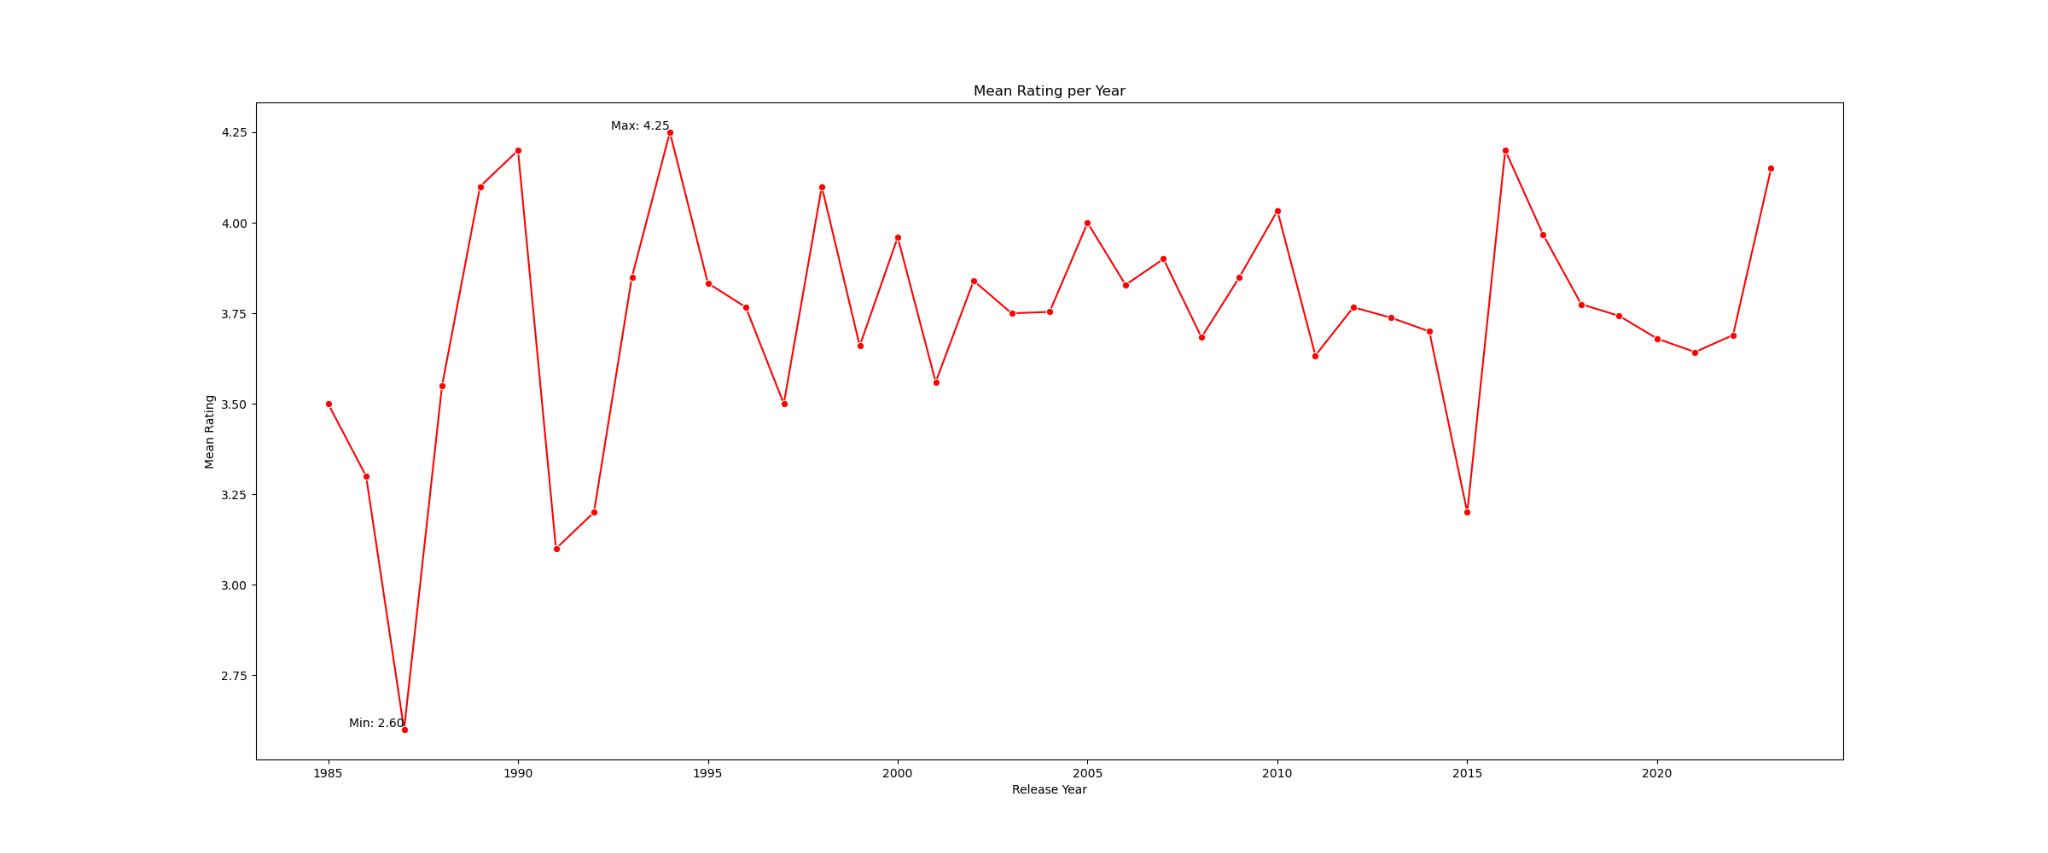 Mean Rating per Year
Max: 4.25
4.25
4.00
3.75
3.50
3.25
3.00
2.75
Mean Rating
Min: 2.60
1985 1990 1995 2000 2005 2010 2015 2020
Release Year